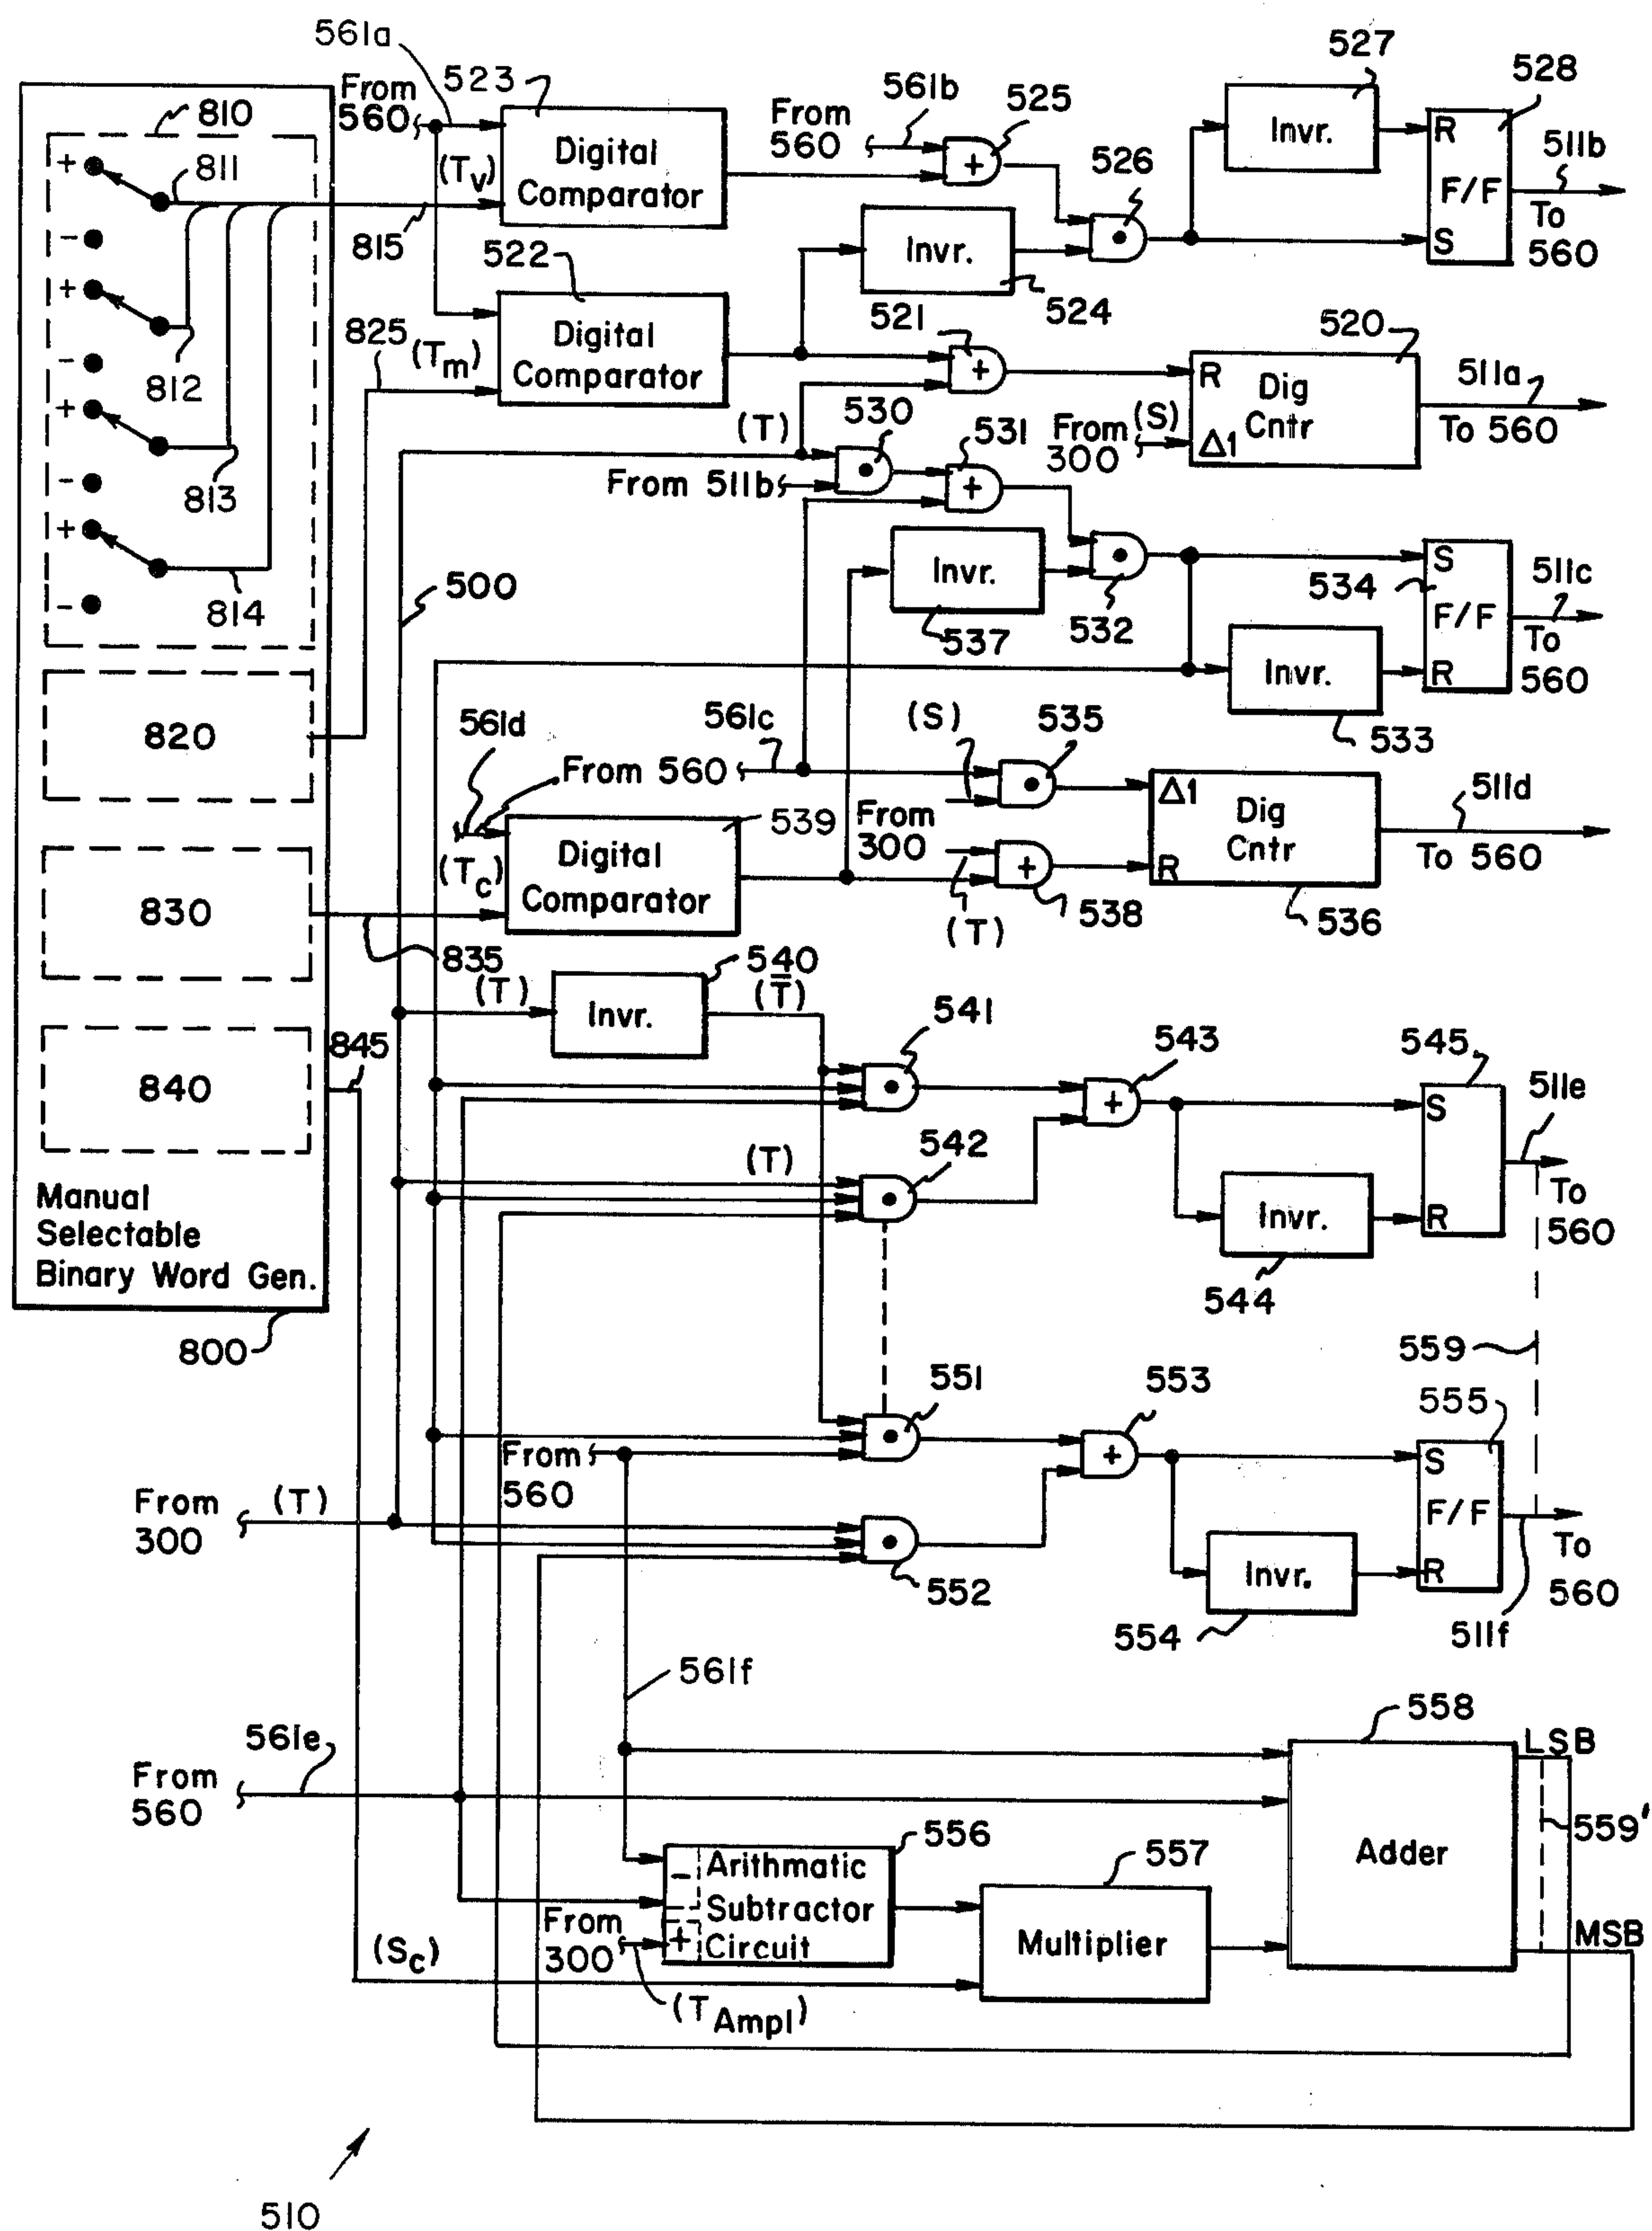 561a
From
560
523
Digital
Comparator
(Tv)
815
From
560
561b
525
+
526
527
Invr.
528
R
F/F
S
511b
To
560
810
+
811
-
+
812
-
+
813
-
+
814
-
522
Digital
Comparator
825
(Tm)
Invr.
524
521
+
520
R
Dig
Cntr
Δ1
511a
To 560
(T)
530
531
+
From
300
(S)
From 511b
500
Invr.
537
532
534
S
F/F
R
511c
To
560
Invr.
533
820
561d
From 560
561c
(S)
535
539
Digital
Comparator
(Tc)
From
300
+
538
(T)
Δ1
Dig
Cntr
R
536
511d
To 560
830
835
(T)
Invr.
540
(T̅)
541
543
+
545
S
R
511e
To
560
840
845
542
(T)
Invr.
544
Manual
Selectable
Binary Word Gen.
800
559
551
553
+
555
S
F/F
R
From
560
From
300
(T)
552
Invr.
554
To
560
511f
561f
558
LSB
561e
From
560
559'
Adder
556
-
Arithmatic
-
Subtractor
+
Circuit
557
Multiplier
MSB
From
300
(Sc)
(T Ampl)
510